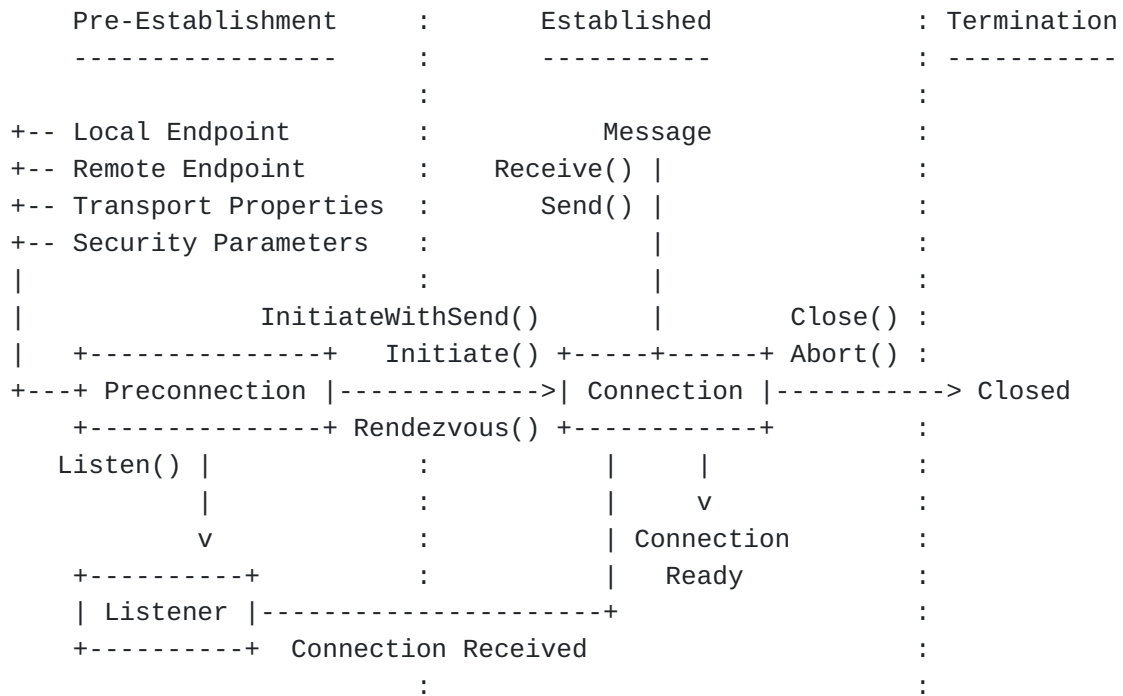 Pre-Establishment     :       Established             : Termination
    -----------------     :       -----------             : -----------
                          :                               :
+-- Local Endpoint        :           Message             :
+-- Remote Endpoint       :    Receive() |                :
+-- Transport Properties  :       Send() |                :
+-- Security Parameters   :              |                :
|                         :              |                :
|               InitiateWithSend()       |        Close() :
|   +---------------+   Initiate() +-----+------+ Abort() :
+---+ Preconnection |------------->| Connection |-----------> Closed
    +---------------+ Rendezvous() +------------+         :
   Listen() |             :           |     |             :
            |             :           |     v             :
            v             :           | Connection        :
    +----------+          :           |   Ready           :
    | Listener |----------------------+                   :
    +----------+  Connection Received                     :
                          :                               :